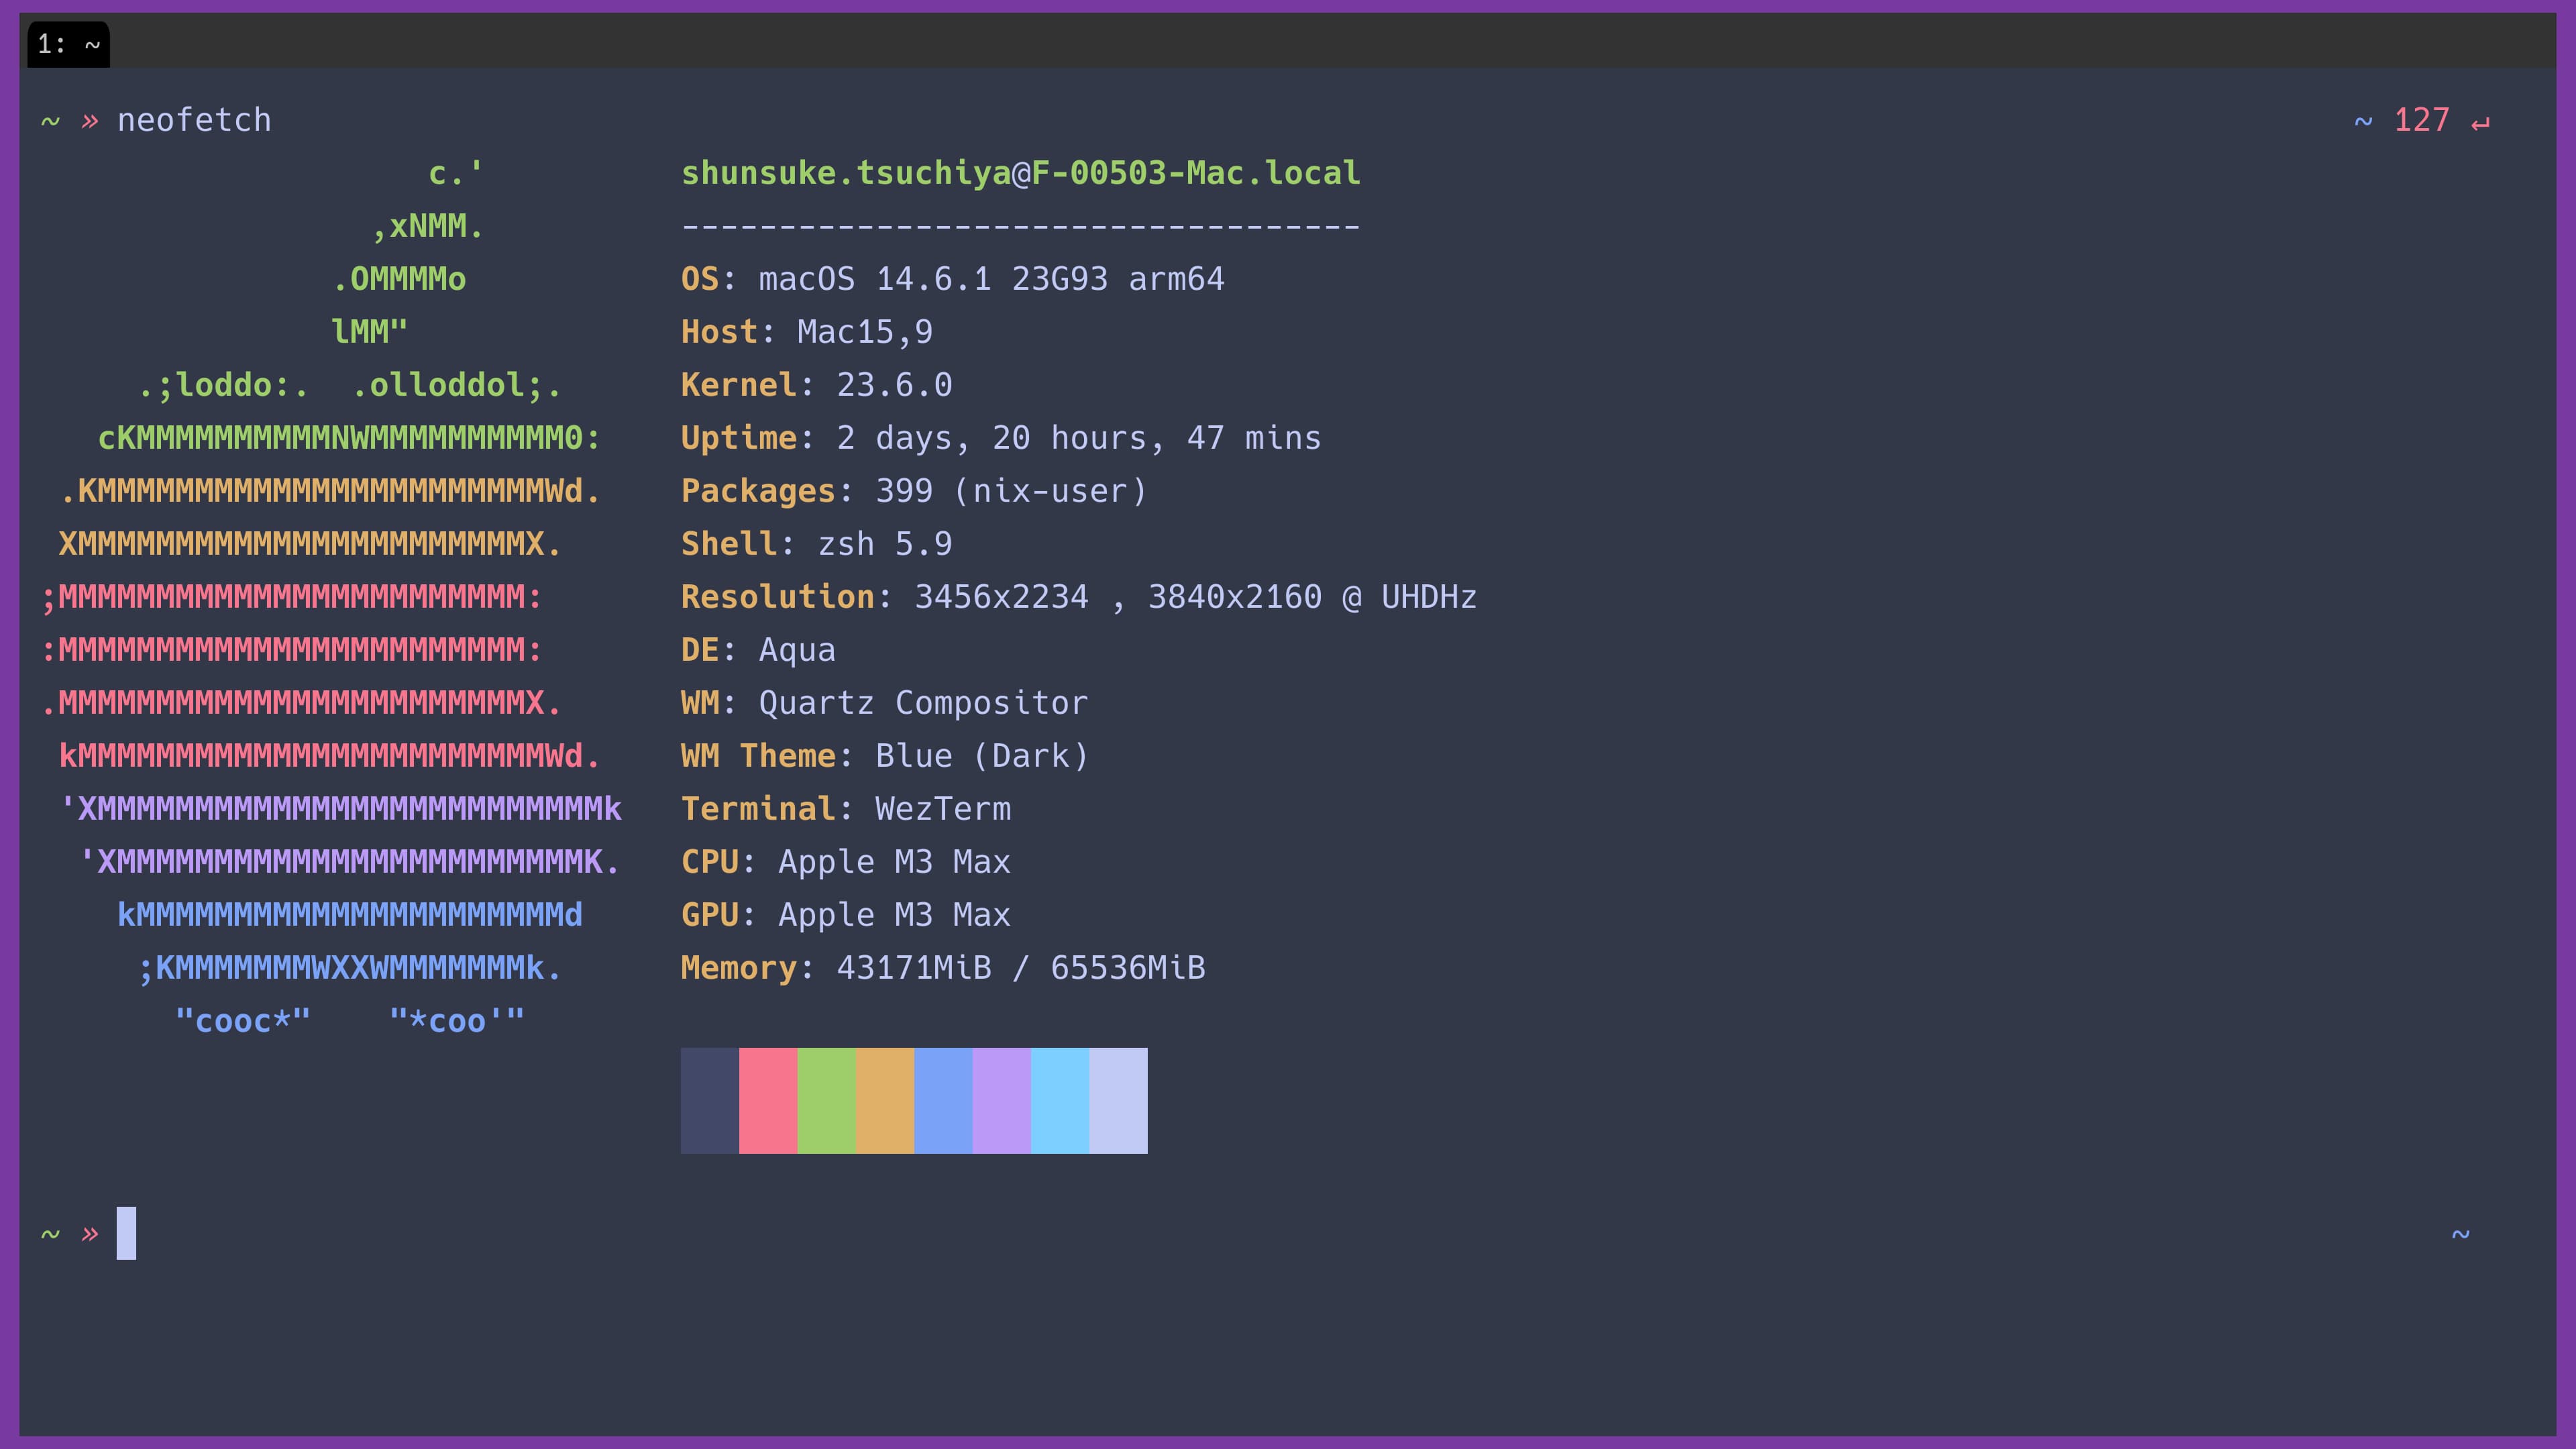 1: ~
~ » neofetch ~ 127 ↵
c.' shunsuke.tsuchiya@F-00503-Mac.local
,xNMM. -----------------------------------
.OMMMMo OS: macOS 14.6.1 23G93 arm64
lMM" Host: Mac15,9
.;loddo:. .olloddol;. Kernel: 23.6.0
cKMMMMMMMMMMNWMMMMMMMMMM0: Uptime: 2 days, 20 hours, 47 mins
.KMMMMMMMMMMMMMMMMMMMMMMMWd. Packages: 399 (nix-user)
XMMMMMMMMMMMMMMMMMMMMMMMX. Shell: zsh 5.9
;MMMMMMMMMMMMMMMMMMMMMMMM: Resolution: 3456x2234 , 3840x2160 @ UHDHz
:MMMMMMMMMMMMMMMMMMMMMMMM: DE: Aqua
.MMMMMMMMMMMMMMMMMMMMMMMMX. WM: Quartz Compositor
kMMMMMMMMMMMMMMMMMMMMMMMMWd. WM Theme: Blue (Dark)
'XMMMMMMMMMMMMMMMMMMMMMMMMMMk Terminal: WezTerm
'XMMMMMMMMMMMMMMMMMMMMMMMMK. CPU: Apple M3 Max
kMMMMMMMMMMMMMMMMMMMMMMd GPU: Apple M3 Max
;KMMMMMMMWXXWMMMMMMMk. Memory: 43171MiB / 65536MiB
"cooc*" "*coo'"
~ » ~